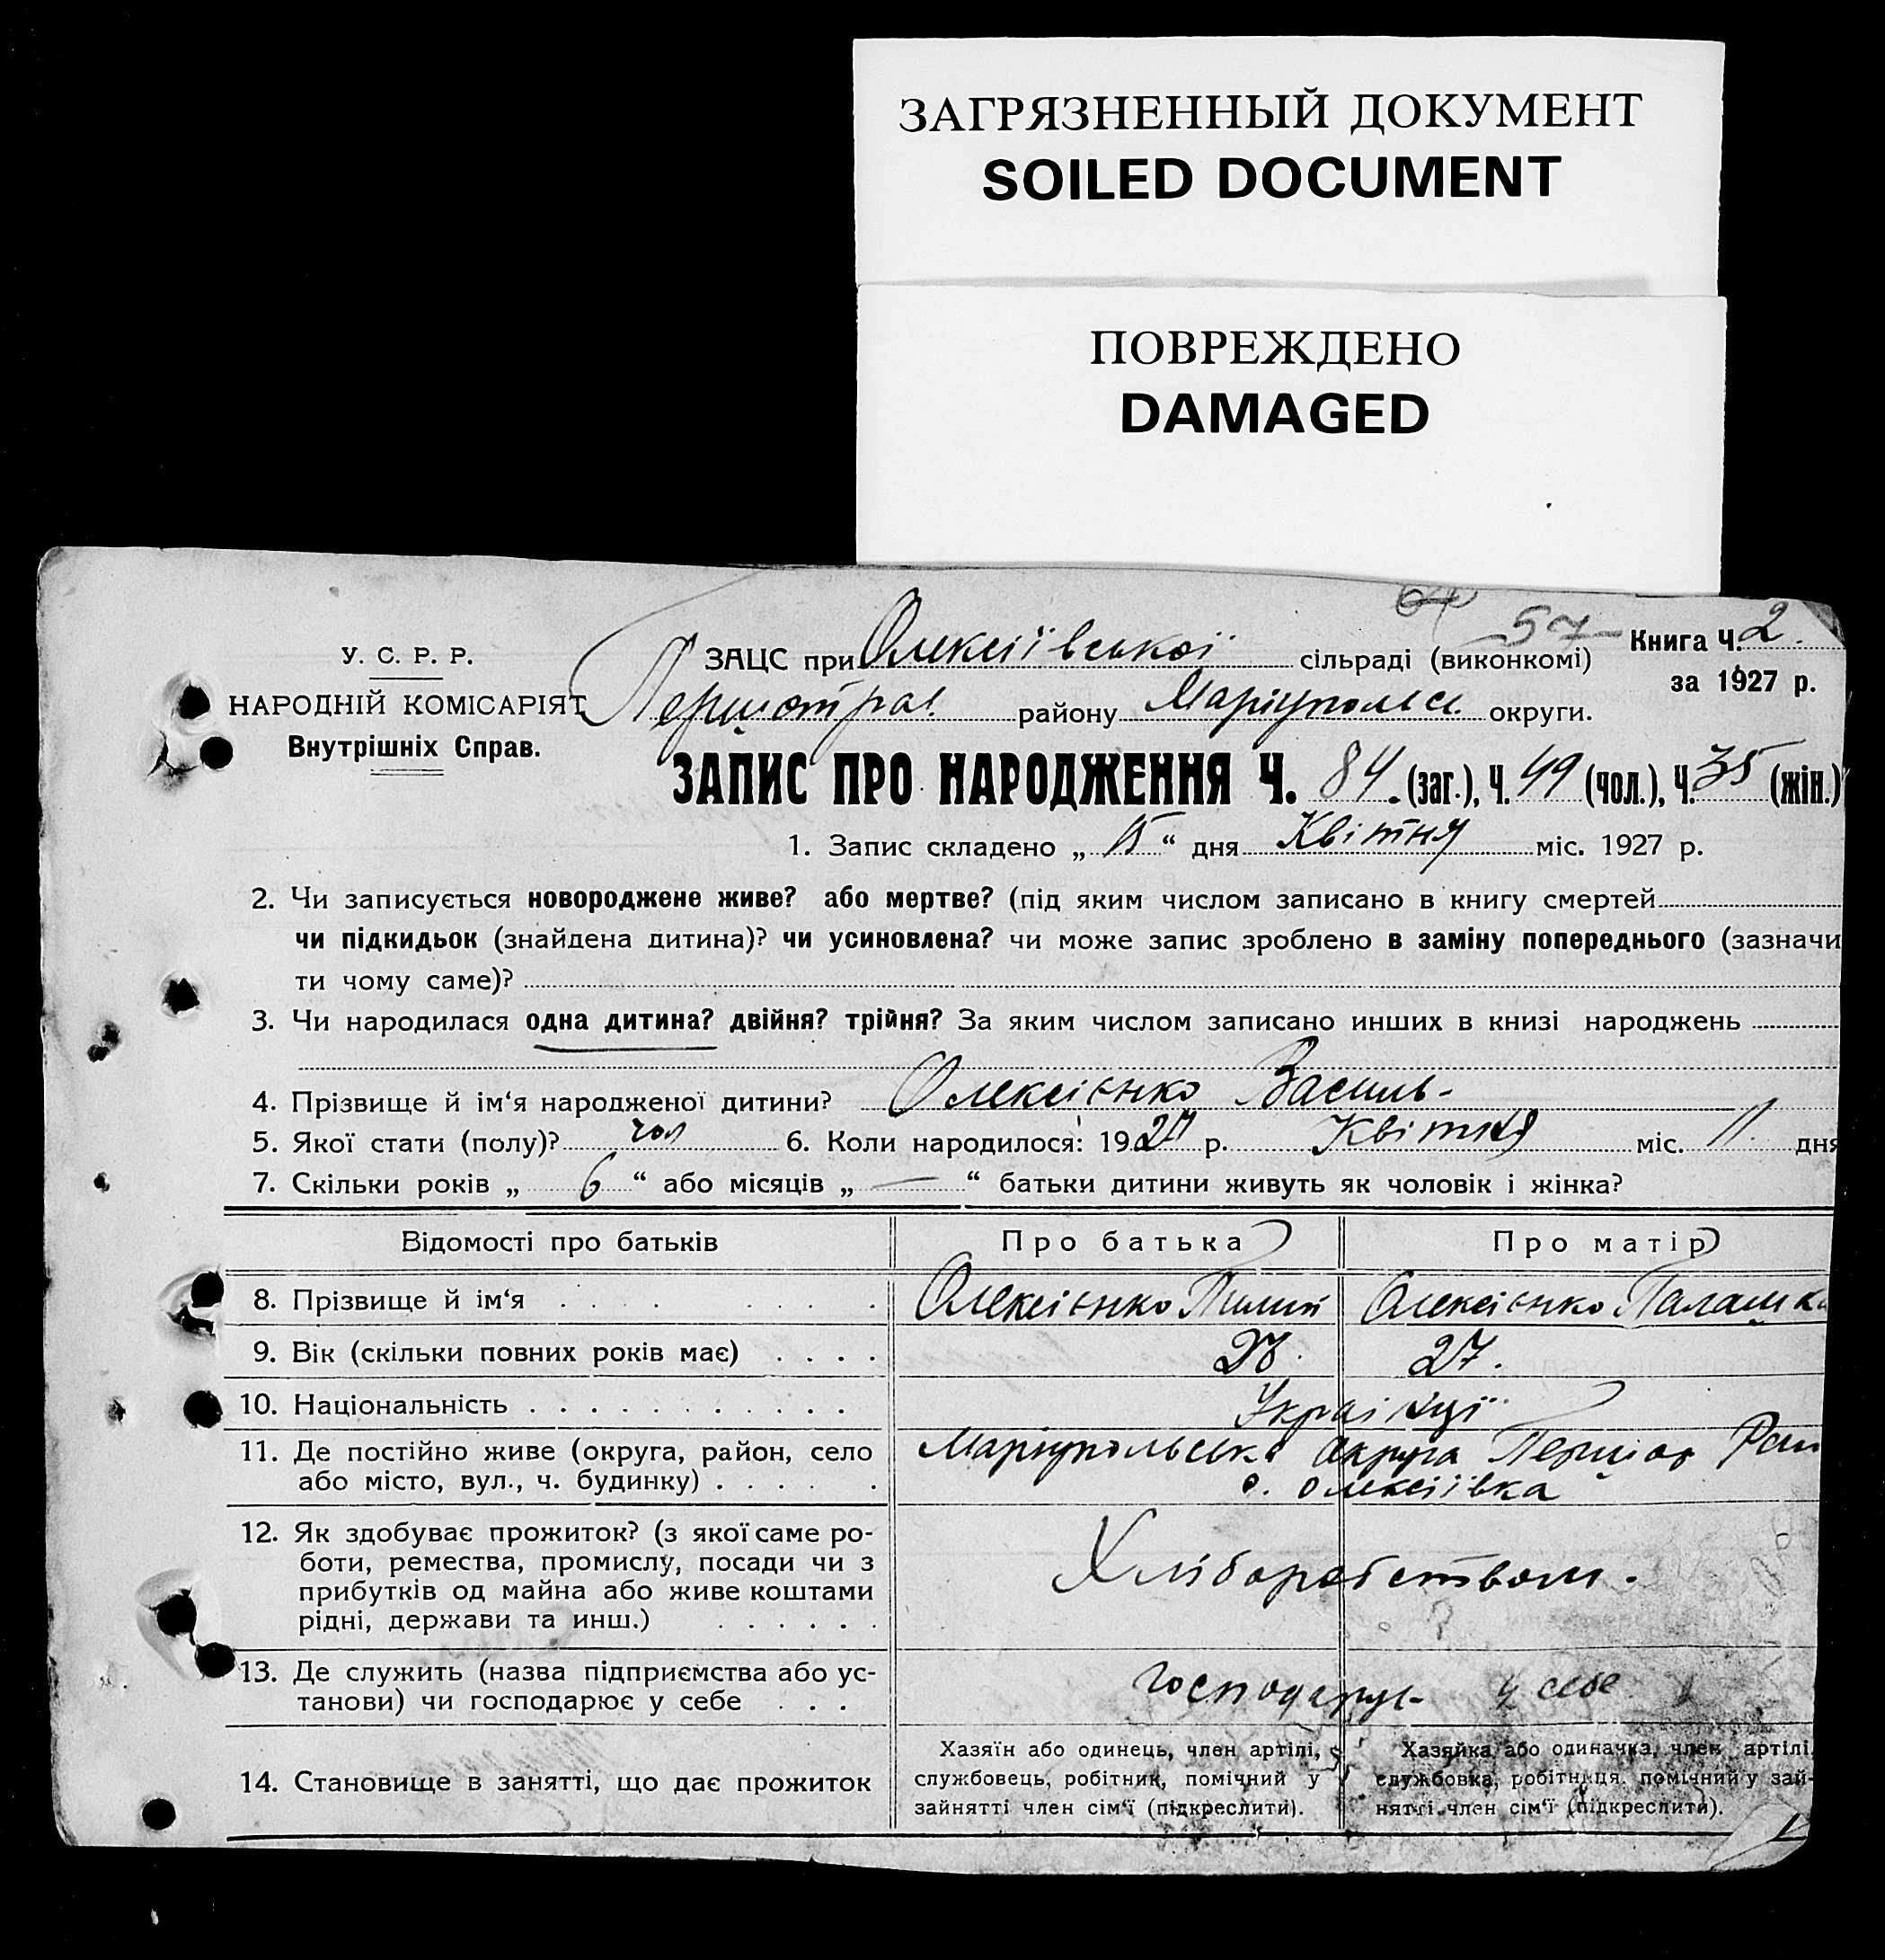 ЗАГРЯЗНЕННЫЙ ДОКУМЕНТ
SOILED DOCUMENT
ПОВРЕЖДЕНО
DAMAGED
57
У. С. Р. Р.
НАРОДНІЙ КОМІСАРІЯТ
Внутрішніх Справ.
ЗАЦС при Олексіївської сільраді (виконкомі)
Книга Ч. 2.
за 1927 р.
Першотрав. району Маріупольськ. округи.
ЗАПИС ПРО НАРОДЖЕННЯ Ч. 84. (заг.), Ч. 49 (чол.), Ч. 35 (жін.)
1. Запис складено „ 15 “ дня Квітня міс. 1927 р.
2. Чи записується новороджене живе? або мертве? (під яким числом записано в книгу смертей
чи підкидьок (знайдена дитина)? чи усиновлена? чи може запис зроблено в заміну попереднього (зазначи
ти чому саме)?
3. Чи народилася одна дитина? двійня? трійня? За яким числом записано инших в книзі народжень
4. Прізвище й ім‘я народженої дитини? Олексієнко Василь.
5. Якої стати (полу)? чол 6. Коли народилося: 1927 р. Квітня міс. 11. дня
7. Скільки років „ 6 “ або місяців „ — “ батьки дитини живуть як чоловік і жінка?
Відомості про батьків Про батька Про матір
8. Прізвище й ім‘я . . . . Олексієнко Пилип Олексієнко Палашка
9. Вік (скільки повних років має) . . . . 28. 27.
10. Національність . . . . . . . . . . . Українці
11. Де постійно живе (округа, район, село Маріупольська округа Першот Рай
або місто, вул., ч. будинку) . . . . . с. Олексіївка
12. Як здобуває прожиток? (з якої саме ро-
боти, ремества, промислу, посади чи з
прибутків од майна або живе коштами
рідні, держави та инш.) . . . . . .
Хліборобством.
13. Де служить (назва підприємства або ус-
танови) чи господарює у себе . . .
Господарює у себе
14. Становище в занятті, що дає прожиток
Хазяїн або одинець, член артілі,
службовець, робітник, помічний у
зайнятті член сім‘ї (підкреслити).
Хазяйка або одиначка, член артілі,
службовка, робітниця, помічний у зай-
нятті член сім‘ї (підкреслити).